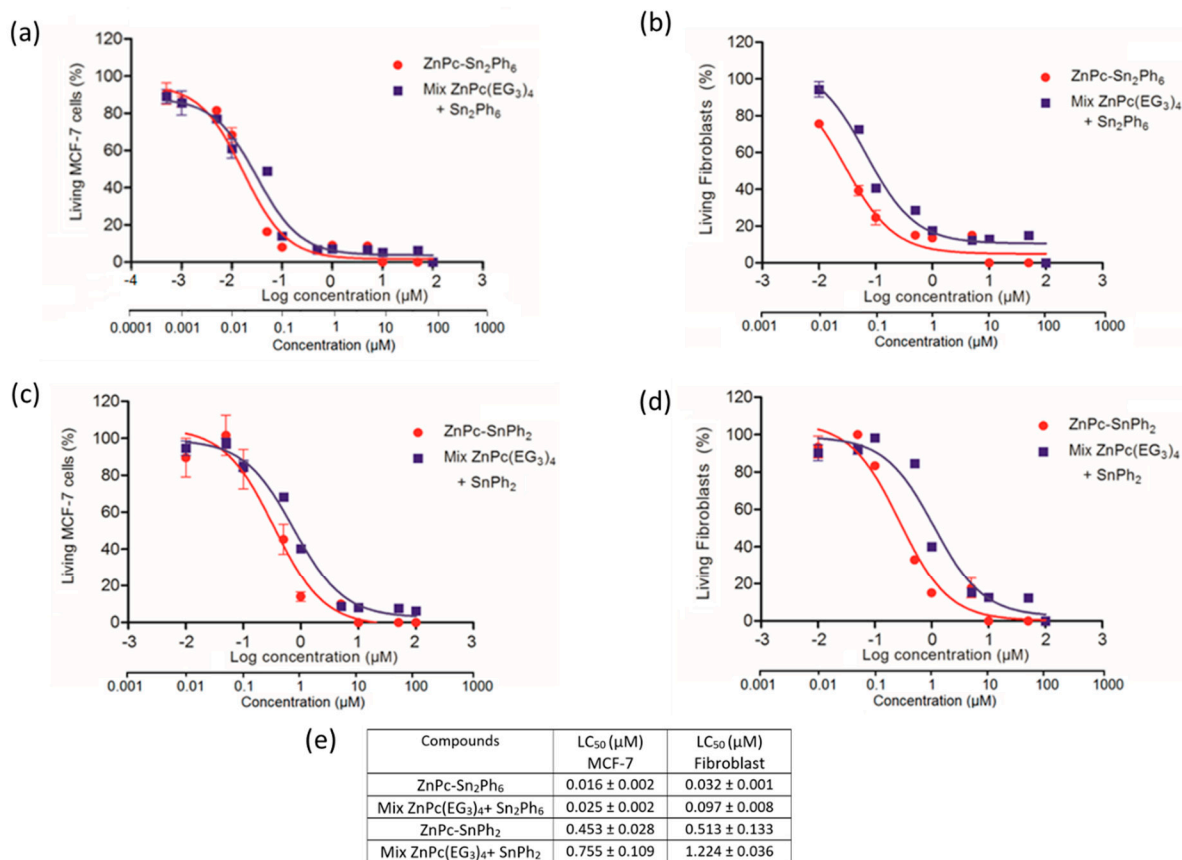 (a)
120
100
80
60
40
20
0
Living MCF-7 cells (%)
ZnPc-Sn₂Ph₆
Mix ZnPc(EG₃)₄
+ Sn₂Ph₆
-4 -3 -2 -1 0 1 2 3
Log concentration (µM)
0.0001 0.001 0.01 0.1 1 10 100 1000
Concentration (µM)
(b)
120
100
80
60
40
20
0
Living Fibroblasts (%)
ZnPc-Sn₂Ph₆
Mix ZnPc(EG₃)₄
+ Sn₂Ph₆
-3 -2 -1 0 1 2 3
Log concentration (µM)
0.001 0.01 0.1 1 10 100 1000
Concentration (µM)
(c)
120
100
80
60
40
20
0
Living MCF-7 cells (%)
ZnPc-SnPh₂
Mix ZnPc(EG₃)₄
+ SnPh₂
-3 -2 -1 0 1 2 3
Log concentration (µM)
0.001 0.01 0.1 1 10 100 1000
Concentration (µM)
(d)
120
100
80
60
40
20
0
Living Fibroblasts (%)
ZnPc-SnPh₂
Mix ZnPc(EG₃)₄
+ SnPh₂
-3 -2 -1 0 1 2 3
Log concentration (µM)
0.001 0.01 0.1 1 10 100 1000
Concentration (µM)
(e)
Compounds LC₅₀ (µM) LC₅₀ (µM)
MCF-7 Fibroblast
ZnPc-Sn₂Ph₆ 0.016 ± 0.002 0.032 ± 0.001
Mix ZnPc(EG₃)₄+ Sn₂Ph₆ 0.025 ± 0.002 0.097 ± 0.008
ZnPc-SnPh₂ 0.453 ± 0.028 0.513 ± 0.133
Mix ZnPc(EG₃)₄+ SnPh₂ 0.755 ± 0.109 1.224 ± 0.036